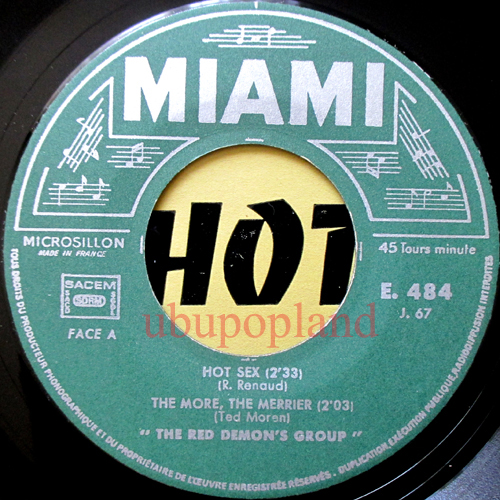 MIAMI
MICROSILLON
MADE IN FRANCE
45 Tours minute
SACEM
SDRM
E. 484
J. 67
FACE A
HOT
ubupopland
HOT SEX (2'33)
(R. Renaud)
THE MORE, THE MERRIER (2'03)
(Ted Moren)
" THE RED DEMON'S GROUP "
TOUS DROITS DU PRODUCTEUR PHONOGRAPHIQUE ET DU PROPRIÉTAIRE DE L'ŒUVRE ENREGISTRÉE RÉSERVÉS - DUPLICATION, EXÉCUTION PUBLIQUE, RADIODIFFUSION INTERDITES